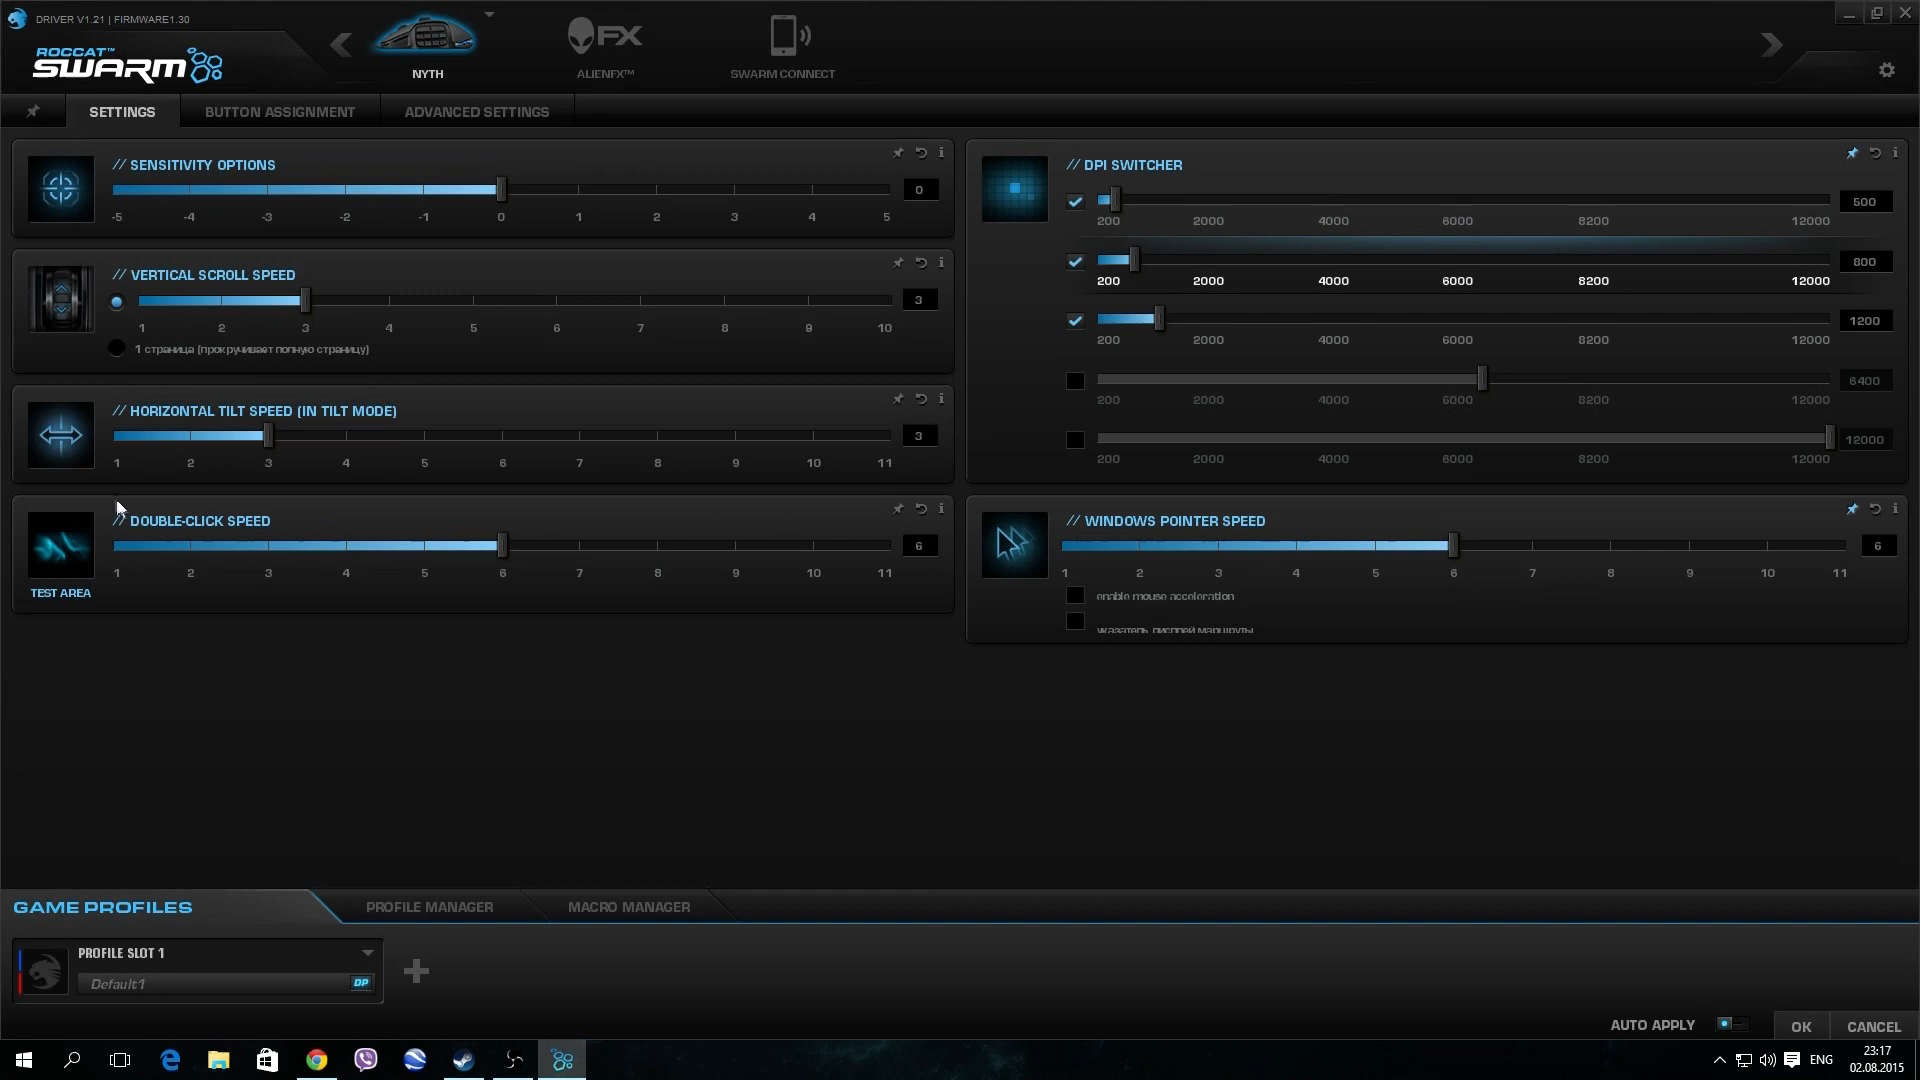 DRIVER V1.21 | FIRMWARE1.30
ROCCAT™
SWARM
NYTH
FX
ALIENFX™
SWARM CONNECT
SETTINGS
BUTTON ASSIGNMENT
ADVANCED SETTINGS
// SENSITIVITY OPTIONS
0
-5 -4 -3 -2 -1 0 1 2 3 4 5
// VERTICAL SCROLL SPEED
3
1 2 3 4 5 6 7 8 9 10
1 страница (прокручивает полную страницу)
// HORIZONTAL TILT SPEED (IN TILT MODE)
3
1 2 3 4 5 6 7 8 9 10 11
// DOUBLE-CLICK SPEED
6
1 2 3 4 5 6 7 8 9 10 11
TEST AREA
// DPI SWITCHER
500
200 2000 4000 6000 8200 12000
800
200 2000 4000 6000 8200 12000
1200
200 2000 4000 6000 8200 12000
6400
200 2000 4000 6000 8200 12000
12000
200 2000 4000 6000 8200 12000
// WINDOWS POINTER SPEED
6
1 2 3 4 5 6 7 8 9 10 11
enable mouse acceleration
указатель дисплей маршруты
GAME PROFILES
PROFILE MANAGER
MACRO MANAGER
PROFILE SLOT 1
Default1
DP
AUTO APPLY
OK
CANCEL
ENG
23:17
02.08.2015